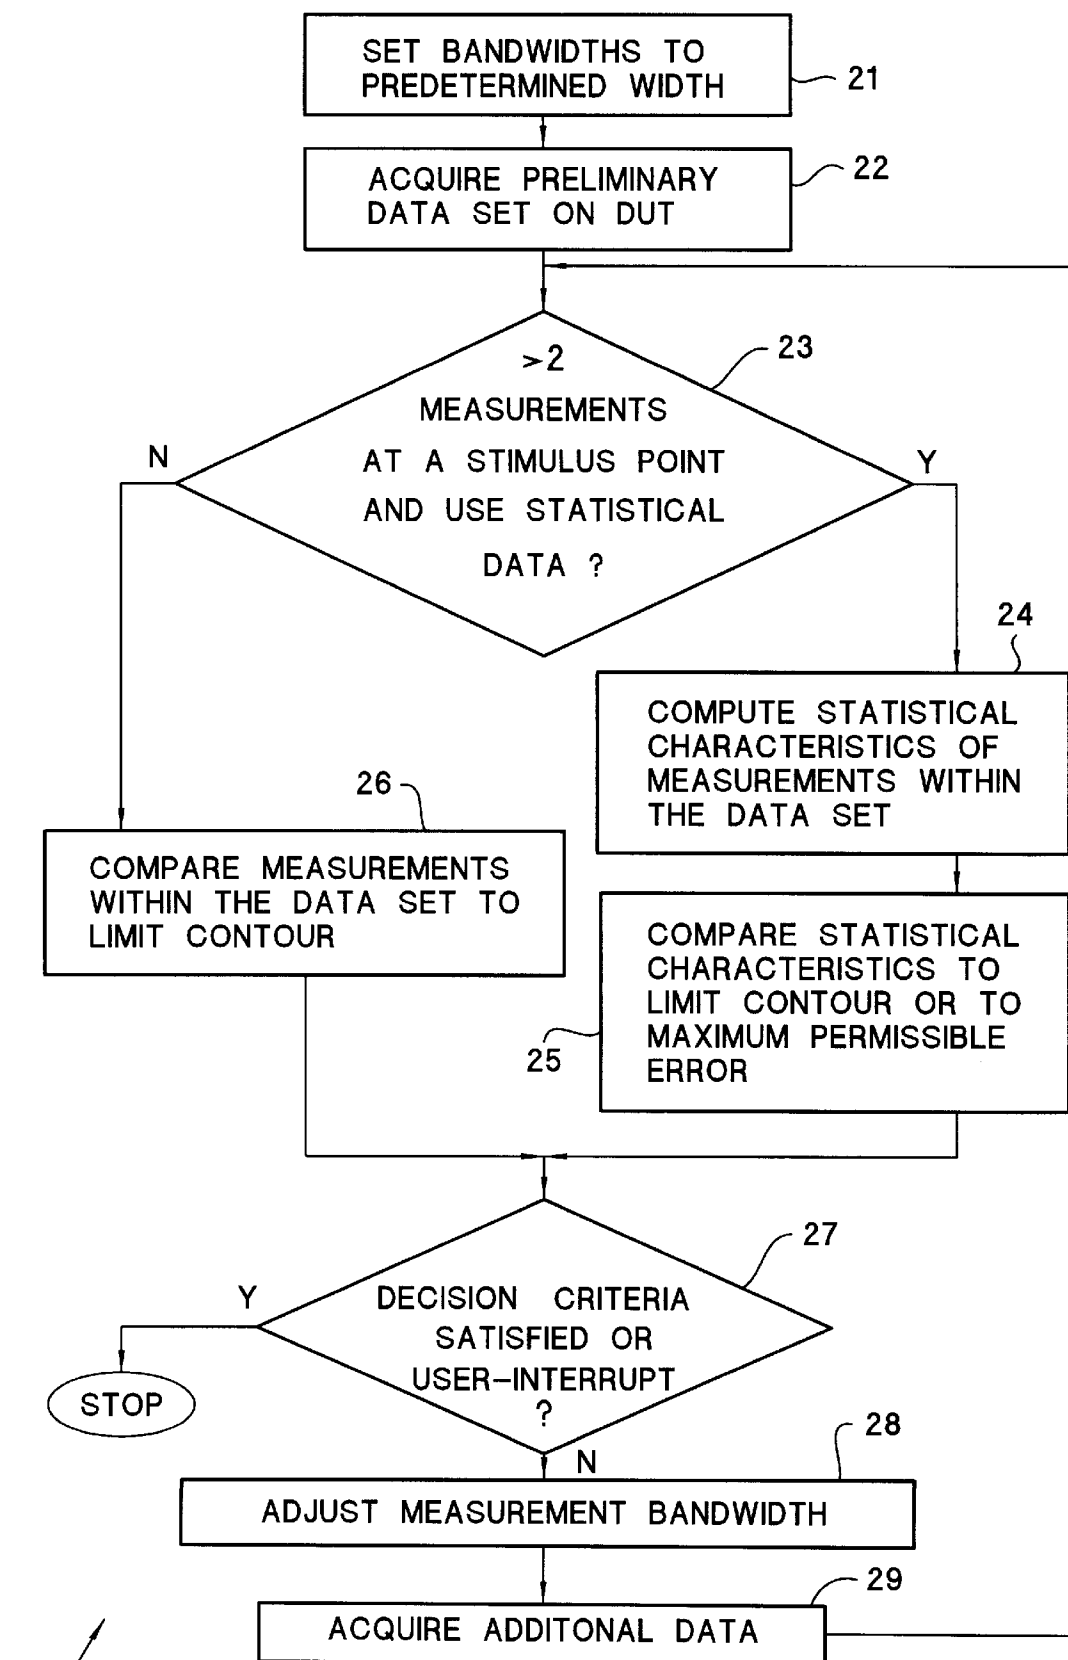 SET BANDWIDTHS TO
PREDETERMINED WIDTH
21
ACQUIRE PRELIMINARY
DATA SET ON DUT
22
>2
MEASUREMENTS
AT A STIMULUS POINT
AND USE STATISTICAL
DATA ?
23
N
Y
24
COMPUTE STATISTICAL
CHARACTERISTICS OF
MEASUREMENTS WITHIN
THE DATA SET
26
COMPARE MEASUREMENTS
WITHIN THE DATA SET TO
LIMIT CONTOUR
COMPARE STATISTICAL
CHARACTERISTICS TO
LIMIT CONTOUR OR TO
MAXIMUM PERMISSIBLE
ERROR
25
27
Y
DECISION CRITERIA
SATISFIED OR
USER-INTERRUPT
?
STOP
N
28
ADJUST MEASUREMENT BANDWIDTH
29
ACQUIRE ADDITONAL DATA